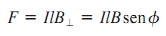 F = IlB⊥ = IlB sen ϕ